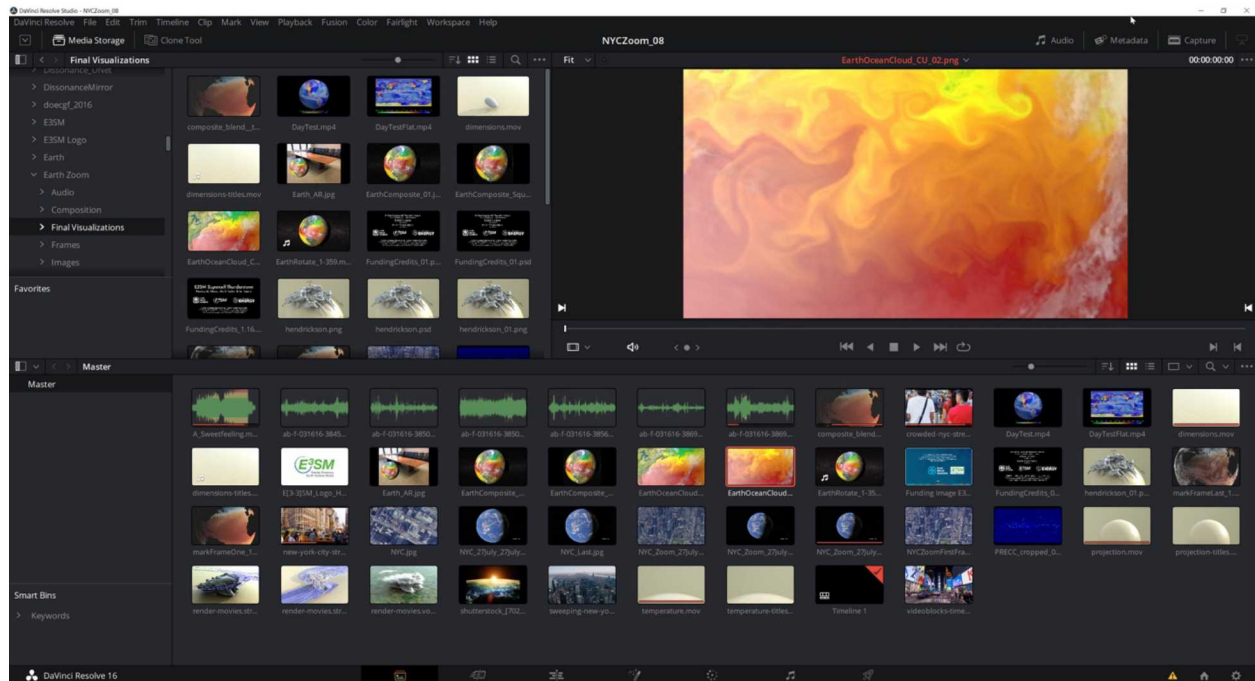 DaVinci Resolve Studio - NYCZoom_08
DaVinci Resolve File Edit Trim Timeline Clip Mark View Playback Fusion Color Fairlight Workspace Help
Media Storage Clone Tool NYCZoom_08 Audio Metadata Capture
Final Visualizations Fit EarthOceanCloud_CU_02.png 00:00:00:00
Dissonance_UNet
DissonanceMirror
doecgf_2016
E3SM
E3SM Logo
Earth
Earth Zoom
Audio
Composition
Final Visualizations
Frames
Images
Favorites
composite_blend_t... DayTest.mp4 DayTestFlat.mp4 dimensions.mov
dimensions-titles.mov Earth_AR.jpg EarthComposite_01.j... EarthComposite_Squ...
EarthOceanCloud_C... EarthRotate_1-359.m... FundingCredits_01.p... FundingCredits_01.psd
FundingCredits_1.16.... hendrickson.png hendrickson.psd hendrickson_01.png
Master
Master
A_Sweetfeeling.m... ab-f-031616-3845... ab-f-031616-3850... ab-f-031616-3850... ab-f-031616-3856... ab-f-031616-3869... ab-f-031616-3869... composite_blend... crowded-nyc-stre... DayTest.mp4 DayTestFlat.mp4 dimensions.mov
E³SM
dimensions-titles.... E[3-3]SM_Logo_H... Earth_AR.jpg EarthComposite_... EarthComposite_... EarthOceanCloud... EarthOceanCloud... EarthRotate_1-35... Funding Image E3... FundingCredits_0... hendrickson_01.p... markFrameLast_1....
markFrameOne_1... new-york-city-str... NYC.jpg NYC_27July_27July... NYC_Last.jpg NYC_Zoom_27July... NYC_Zoom_27July... NYC_Zoom_27July... NYCZoomFirstFra... PRECC_cropped_0... projection.mov projection-titles....
render-movies.str... render-movies.str... render-movies.vo... shutterstock_[702... sweeping-new-yo... temperature.mov temperature-titles... Timeline 1 videoblocks-time...
Smart Bins
Keywords
DaVinci Resolve 16